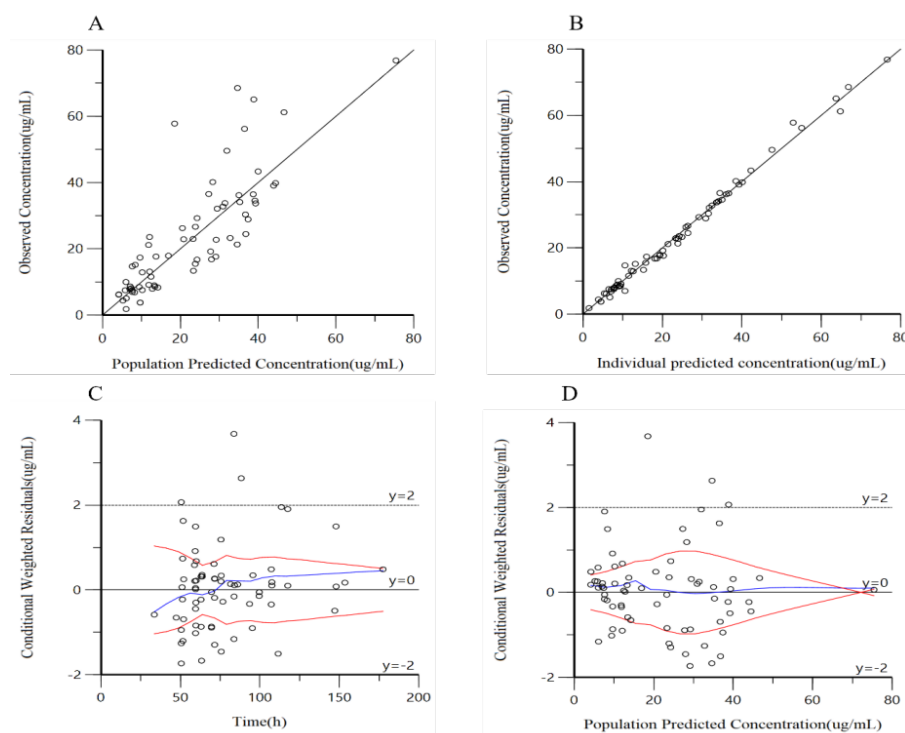 A
80
60
40
20
0
0 20 40 60 80
Observed Concentration(ug/mL)
Population Predicted Concentration(ug/mL)
B
80
60
40
20
0
0 20 40 60 80
Observed Concentration(ug/mL)
Individual predicted concentration(ug/mL)
C
4
2
0
-2
y=2
y=0
y=-2
0 50 100 150 200
Conditional Weighted Residuals(ug/mL)
Time(h)
D
4
2
0
-2
y=2
y=0
y=-2
0 20 40 60 80
Conditional Weighted Residuals(ug/mL)
Population Predicted Concentration(ug/mL)